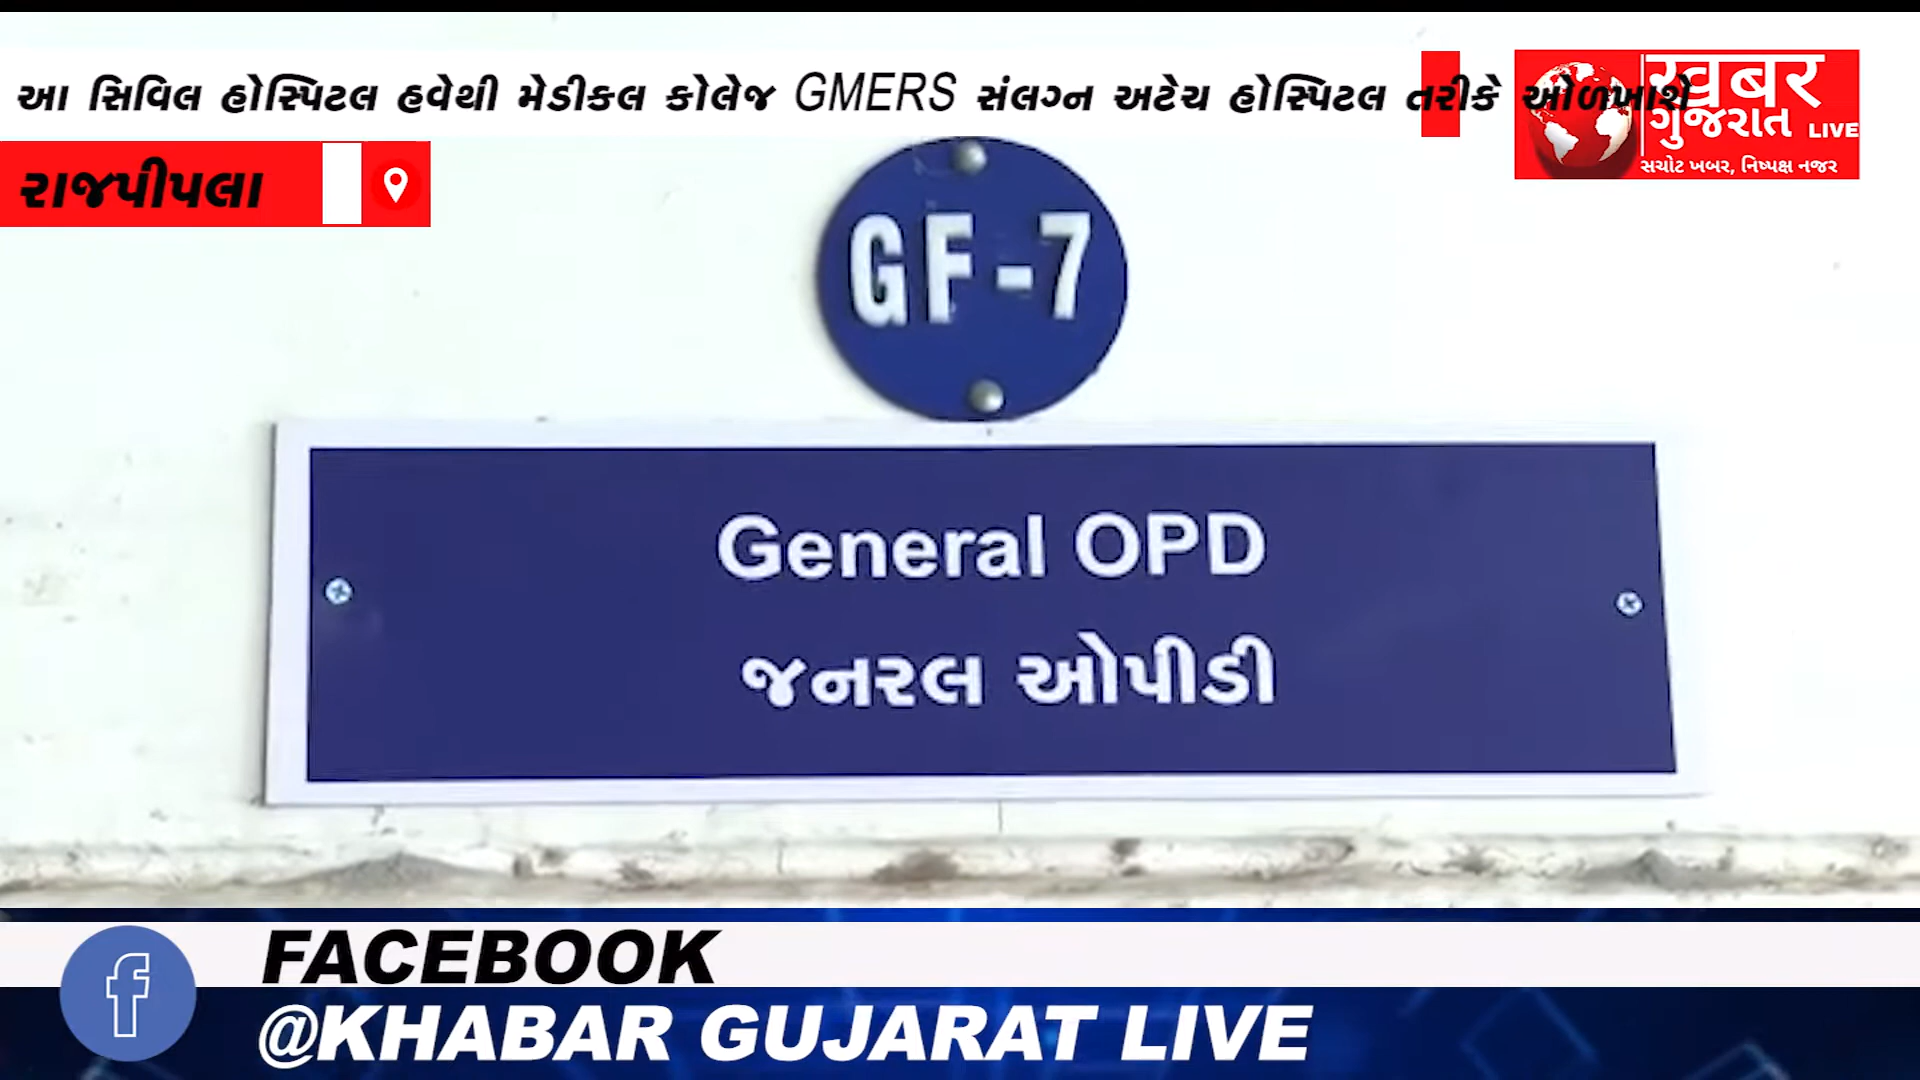 આ સિવિલ હોસ્પિટલ હવેથી મેડીકલ કોલેજ GMERS સંલગ્ન અટેચ હોસ્પિટલ તરીકે ઓળખાશે
ख़બર
ગુજરાત LIVE
સચોટ ખબર, નિષ્પક્ષ નજર
રાજપીપલા
GF-7
General OPD
જનરલ ઓપીડી
FACEBOOK
@KHABAR GUJARAT LIVE